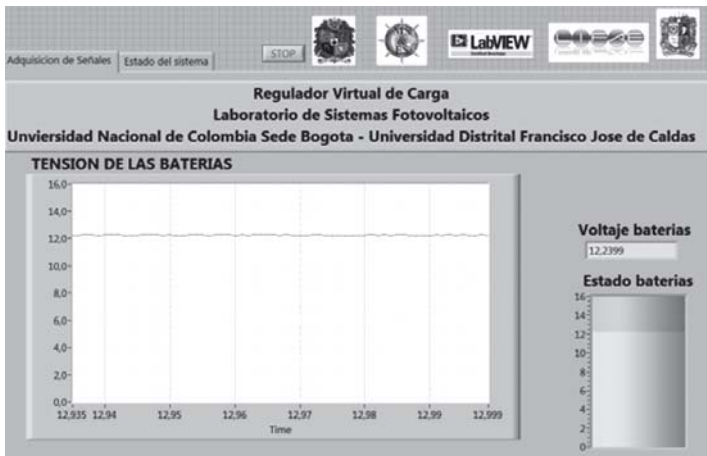 Adquisicion de Señales
Estado del sistema
STOP
LabVIEW
Regulador Virtual de Carga
Laboratorio de Sistemas Fotovoltaicos
Unviersidad Nacional de Colombia Sede Bogota - Universidad Distrital Francisco Jose de Caldas
TENSION DE LAS BATERIAS
16,0
14,0
12,0
10,0
8,0
6,0
4,0
2,0
0,0
12,935 12,94 12,95 12,96 12,97 12,98 12,99 12,999
Time
Voltaje baterias
12,2399
Estado baterias
16
14
12
10
8
6
4
2
0